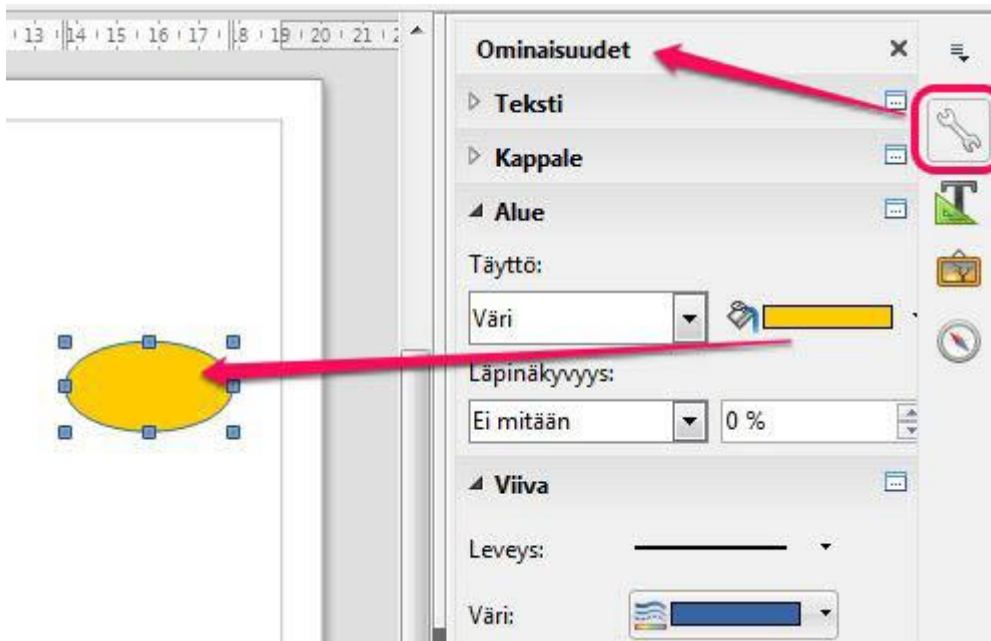 13 14 15 16 17 18 19 20 21 2
Ominaisuudet
Teksti
Kappale
Alue
Täyttö:
Väri
Läpinäkyvyys:
Ei mitään 0 %
Viiva
Leveys:
Väri: